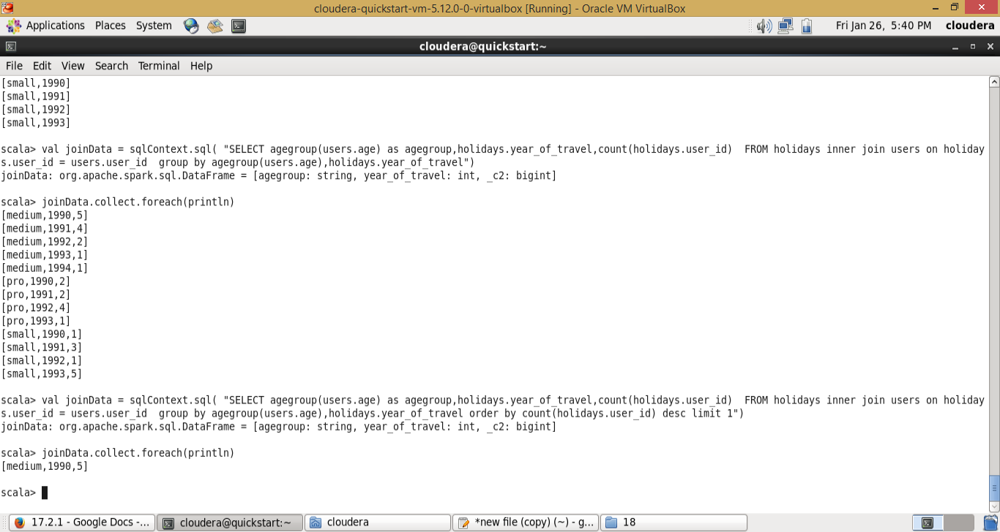 cloudera-quickstart-vm-5.12.0-0-virtualbox [Running] - Oracle VM VirtualBox
Applications Places System Fri Jan 26, 5:40 PM cloudera
cloudera@quickstart:~
File Edit View Search Terminal Help
[small,1990]
[small,1991]
[small,1992]
[small,1993]
scala> val joinData = sqlContext.sql( "SELECT agegroup(users.age) as agegroup,holidays.year_of_travel,count(holidays.user_id)  FROM holidays inner join users on holiday
s.user_id = users.user_id  group by agegroup(users.age),holidays.year_of_travel")
joinData: org.apache.spark.sql.DataFrame = [agegroup: string, year_of_travel: int, _c2: bigint]
scala> joinData.collect.foreach(println)
[medium,1990,5]
[medium,1991,4]
[medium,1992,2]
[medium,1993,1]
[medium,1994,1]
[pro,1990,2]
[pro,1991,2]
[pro,1992,4]
[pro,1993,1]
[small,1990,1]
[small,1991,3]
[small,1992,1]
[small,1993,5]
scala> val joinData = sqlContext.sql( "SELECT agegroup(users.age) as agegroup,holidays.year_of_travel,count(holidays.user_id)  FROM holidays inner join users on holiday
s.user_id = users.user_id  group by agegroup(users.age),holidays.year_of_travel order by count(holidays.user_id) desc limit 1")
joinData: org.apache.spark.sql.DataFrame = [agegroup: string, year_of_travel: int, _c2: bigint]
scala> joinData.collect.foreach(println)
[medium,1990,5]
scala>
17.2.1 - Google Docs -... cloudera@quickstart:~ cloudera *new file (copy) (~) - g... 18